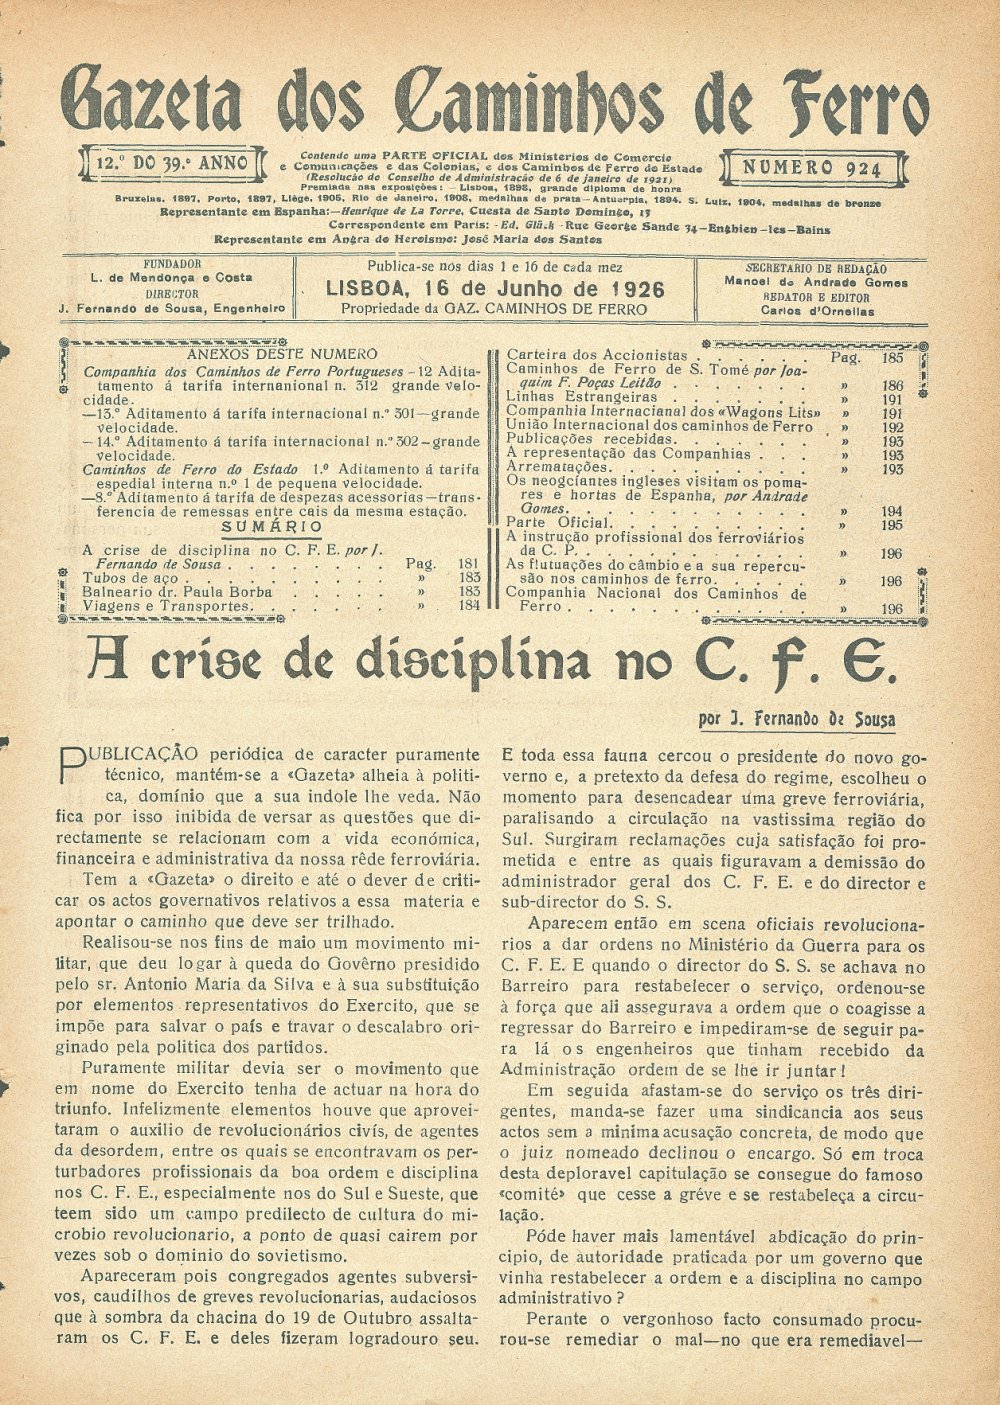 Gazeta dos Caminhos de Ferro
12.º DO 39.º ANNO
Contendo uma PARTE OFICIAL dos Ministerios do Comercio
e Comunicações e das Colonias, e dos Caminhos de Ferro do Estado
(Resolução do Conselho de Administração de 6 de janeiro de 1921)
Premiada nas exposições: — Lisboa, 1898, grande diploma de honra
NUMERO 924
Bruxelas, 1897, Porto, 1897, Liège, 1905, Rio de Janeiro, 1908, medalhas de prata—Antuerpia, 1894. S. Luiz, 1904, medalhas de bronze
Representante em Espanha:—Henrique de La Torre, Cuesta de Santo Domingo, 13
Correspondente em Paris: -Ed. Glück -Rue George Sande 34—Enghien-les-Bains
Representante em Angra do Heroismo: José Maria dos Santos
FUNDADOR
L. de Mendonça e Costa
DIRECTOR
J. Fernando de Sousa, Engenheiro
Publica-se nos dias 1 e 16 de cada mez
LISBOA, 16 de Junho de 1926
Propriedade da GAZ. CAMINHOS DE FERRO
SECRETARIO DE REDAÇÃO
Manoel de Andrade Gomes
REDATOR E EDITOR
Carlos d'Ornellas
ANEXOS DESTE NUMERO
Companhia dos Caminhos de Ferro Portugueses -12 Adita-
tamento á tarifa internanional n. 312 grande velo-
cidade.
—13.º Aditamento á tarifa internacional n.º 301—grande
velocidade.
-14.º Aditamento á tarifa internacional n.º 302—grande
velocidade.
Caminhos de Ferro do Estado 1.º Aditamento á tarifa
espedial interna n.º 1 de pequena velocidade.
—8.º Aditamento á tarifa de despezas acessorias—trans-
ferencia de remessas entre cais da mesma estação.
SUMÁRIO
A crise de disciplina no C. F. E. por J.
Fernando de Sousa . . . . . . . . Pag. 181
Tubos de aço . . . . . . . . . . » 183
Balneario dr. Paula Borba . . . . . » 183
Viagens e Transportes. . . . . . . » 184
Carteira dos Accionistas . . . . . . Pag. 185
Caminhos de Ferro de S. Tomé por Joa-
quim F. Poças Leitão . . . . . . . » 186
Linhas Estrangeiras . . . . . . . » 191
Companhia Internacianal dos «Wagons Lits» » 191
União Internacional dos caminhos de Ferro » 192
Publicações recebidas. . . . . . . » 193
A representação das Companhias . . . » 193
Arrematações. . . . . . . . . . » 193
Os neogciantes ingleses visitam os poma-
res e hortas de Espanha, por Andrade
Gomes. . . . . . . . . . . . » 194
Parte Oficial. . . . . . . . . . » 195
A instrução profissional dos ferroviários
da C. P. . . . . . . . . . . . » 196
As flutuações do câmbio e a sua repercu-
são nos caminhos de ferro. . . . . » 196
Companhia Nacional dos Caminhos de
Ferro . . . . . . . . . . . . » 196
A crise de disciplina no C. F. E.
por J. Fernando de Sousa
PUBLICAÇÃO periódica de caracter puramente
técnico, mantém-se a «Gazeta» alheia à politi-
ca, domínio que a sua indole lhe veda. Não
fica por isso inibida de versar as questões que di-
rectamente se relacionam com a vida económica,
financeira e administrativa da nossa rêde ferroviária.
Tem a «Gazeta» o direito e até o dever de criti-
car os actos governativos relativos a essa materia e
apontar o caminho que deve ser trilhado.
Realisou-se nos fins de maio um movimento mi-
litar, que deu logar à queda do Govêrno presidido
pelo sr. Antonio Maria da Silva e à sua substituição
por elementos representativos do Exercito, que se
impõe para salvar o país e travar o descalabro ori-
ginado pela politica dos partidos.
Puramente militar devia ser o movimento que
em nome do Exercito tenha de actuar na hora do
triunfo. Infelizmente elementos houve que aprovei-
taram o auxilio de revolucionários civís, de agentes
da desordem, entre os quais se encontravam os per-
turbadores profissionais da boa ordem e disciplina
nos C. F. E., especialmente nos do Sul e Sueste, que
teem sido um campo predilecto de cultura do mi-
crobio revolucionario, a ponto de quasi cairem por
vezes sob o dominio do sovietismo.
Apareceram pois congregados agentes subversi-
vos, caudilhos de greves revolucionarias, audaciosos
que à sombra da chacina do 19 de Outubro assalta-
ram os C. F. E. e deles fizeram logradouro seu.
E toda essa fauna cercou o presidente do novo go-
verno e, a pretexto da defesa do regime, escolheu o
momento para desencadear uma greve ferroviária,
paralisando a circulação na vastissima região do
Sul. Surgiram reclamações cuja satisfação foi pro-
metida e entre as quais figuravam a demissão do
administrador geral dos C. F. E. e do director e
sub-director do S. S.
Aparecem então em scena oficiais revoluciona-
rios a dar ordens no Ministério da Guerra para os
C. F. E. E quando o director do S. S. se achava no
Barreiro para restabelecer o serviço, ordenou-se
à força que ali assegurava a ordem que o coagisse a
regressar do Barreiro e impediram-se de seguir pa-
ra lá os engenheiros que tinham recebido da
Administração ordem de se lhe ir juntar!
Em seguida afastam-se do serviço os três diri-
gentes, manda-se fazer uma sindicancia aos seus
actos sem a minima acusação concreta, de modo que
o juiz nomeado declinou o encargo. Só em troca
desta deploravel capitulação se consegue do famoso
«comité» que cesse a gréve e se restabeleça a circu-
lação.
Póde haver mais lamentável abdicação do prin-
cipio, de autoridade praticada por um governo que
vinha restabelecer a ordem e a disciplina no campo
administrativo?
Perante o vergonhoso facto consumado procu-
rou-se remediar o mal—no que era remediavel—